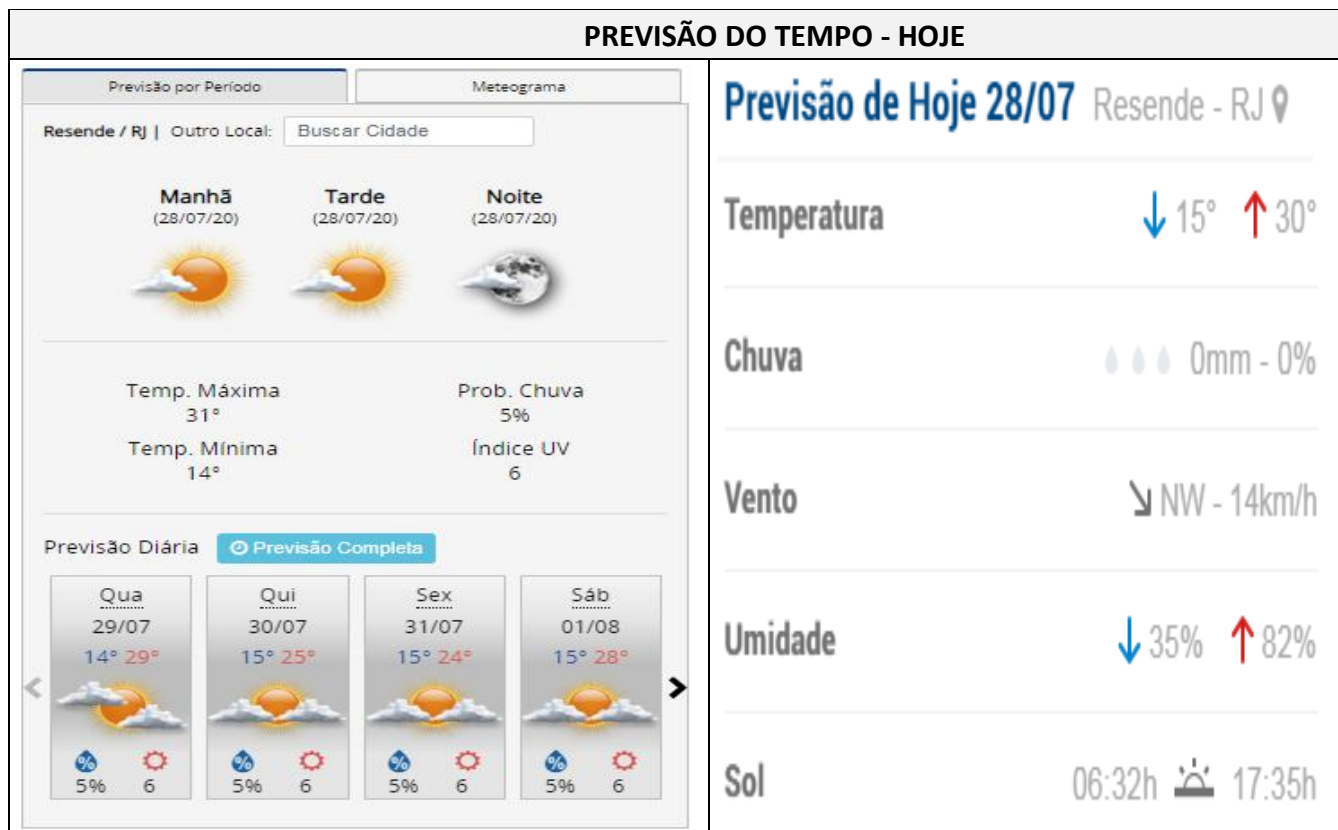 PREVISÃO DO TEMPO - HOJE
Previsão por Período
Meteograma
Resende / RJ | Outro Local: Buscar Cidade
Manhã Tarde Noite
(28/07/20) (28/07/20) (28/07/20)
Temp. Máxima Prob. Chuva
31° 5%
Temp. Mínima Índice UV
14° 6
Previsão Diária Previsão Completa
Qua Qui Sex Sáb
29/07 30/07 31/07 01/08
14° 29° 15° 25° 15° 24° 15° 28°
% % % %
5% 6 5% 6 5% 6 5% 6
Previsão de Hoje 28/07 Resende - RJ
Temperatura 15° 30°
Chuva 0mm - 0%
Vento NW - 14km/h
Umidade 35% 82%
Sol 06:32h 17:35h